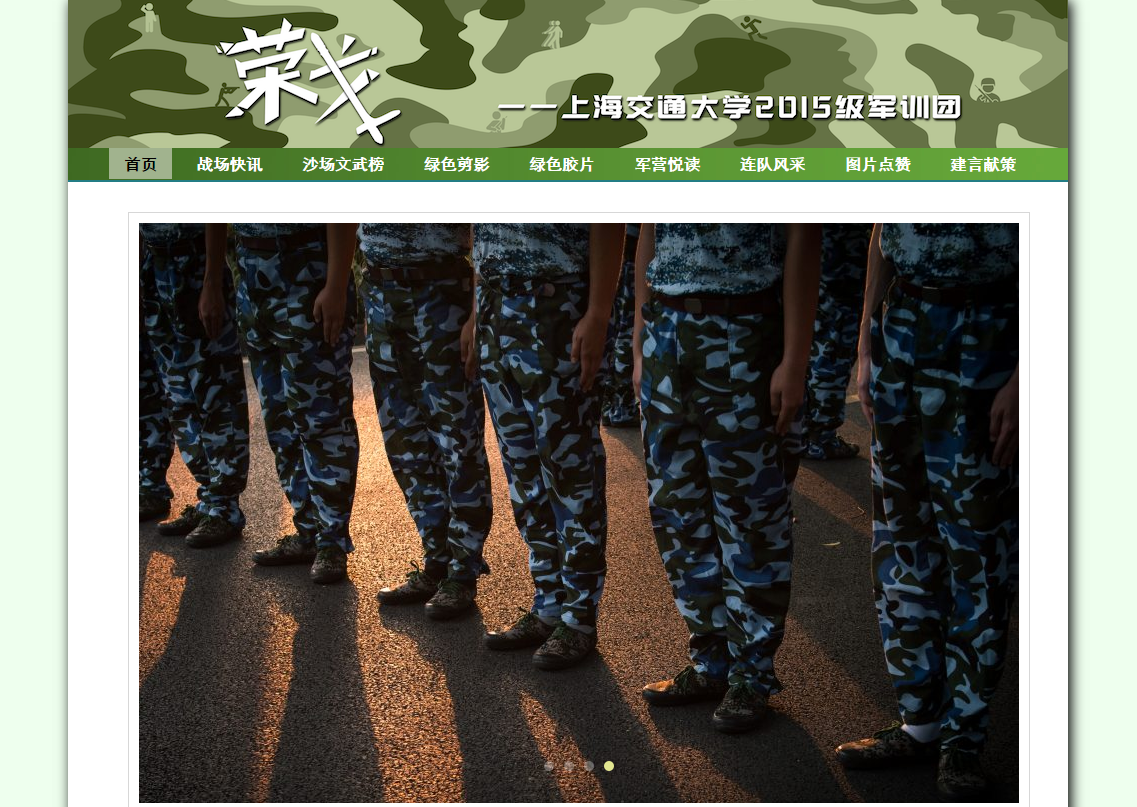 荣戈
——上海交通大学2015级军训团
首页 战场快讯 沙场文武榜 绿色剪影 绿色胶片 军营悦读 连队风采 图片点赞 建言献策